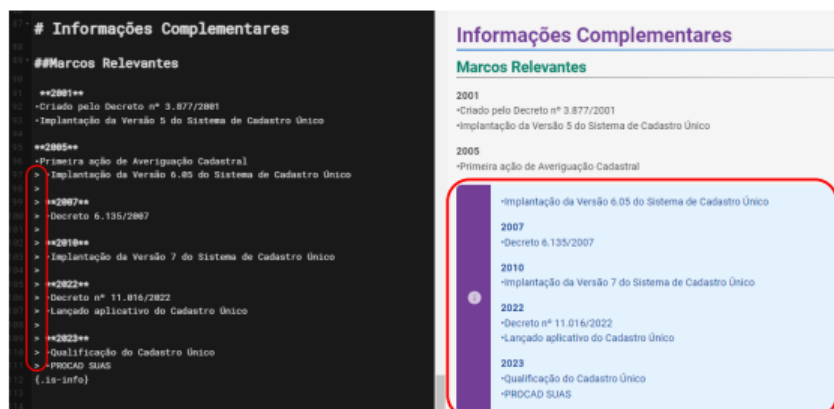 # Informações Complementares
##Marcos Relevantes
**2001**
•Criado pelo Decreto nº 3.877/2001
•Implantação da Versão 5 do Sistema de Cadastro Único
**2005**
•Primeira ação de Averiguação Cadastral
> •Implantação da Versão 6.05 do Sistema de Cadastro Único
>
> **2007**
> •Decreto 6.135/2007
>
> **2010**
> •Implantação da Versão 7 do Sistema de Cadastro Único
>
> **2022**
> •Decreto nº 11.016/2022
> •Lançado aplicativo do Cadastro Único
>
> **2023**
> •Qualificação do Cadastro Único
> •PROCAD SUAS
{.is-info}
Informações Complementares
Marcos Relevantes
2001
•Criado pelo Decreto nº 3.877/2001
•Implantação da Versão 5 do Sistema de Cadastro Único
2005
•Primeira ação de Averiguação Cadastral
•Implantação da Versão 6.05 do Sistema de Cadastro Único
2007
•Decreto 6.135/2007
2010
•Implantação da Versão 7 do Sistema de Cadastro Único
2022
•Decreto nº 11.016/2022
•Lançado aplicativo do Cadastro Único
2023
•Qualificação do Cadastro Único
•PROCAD SUAS